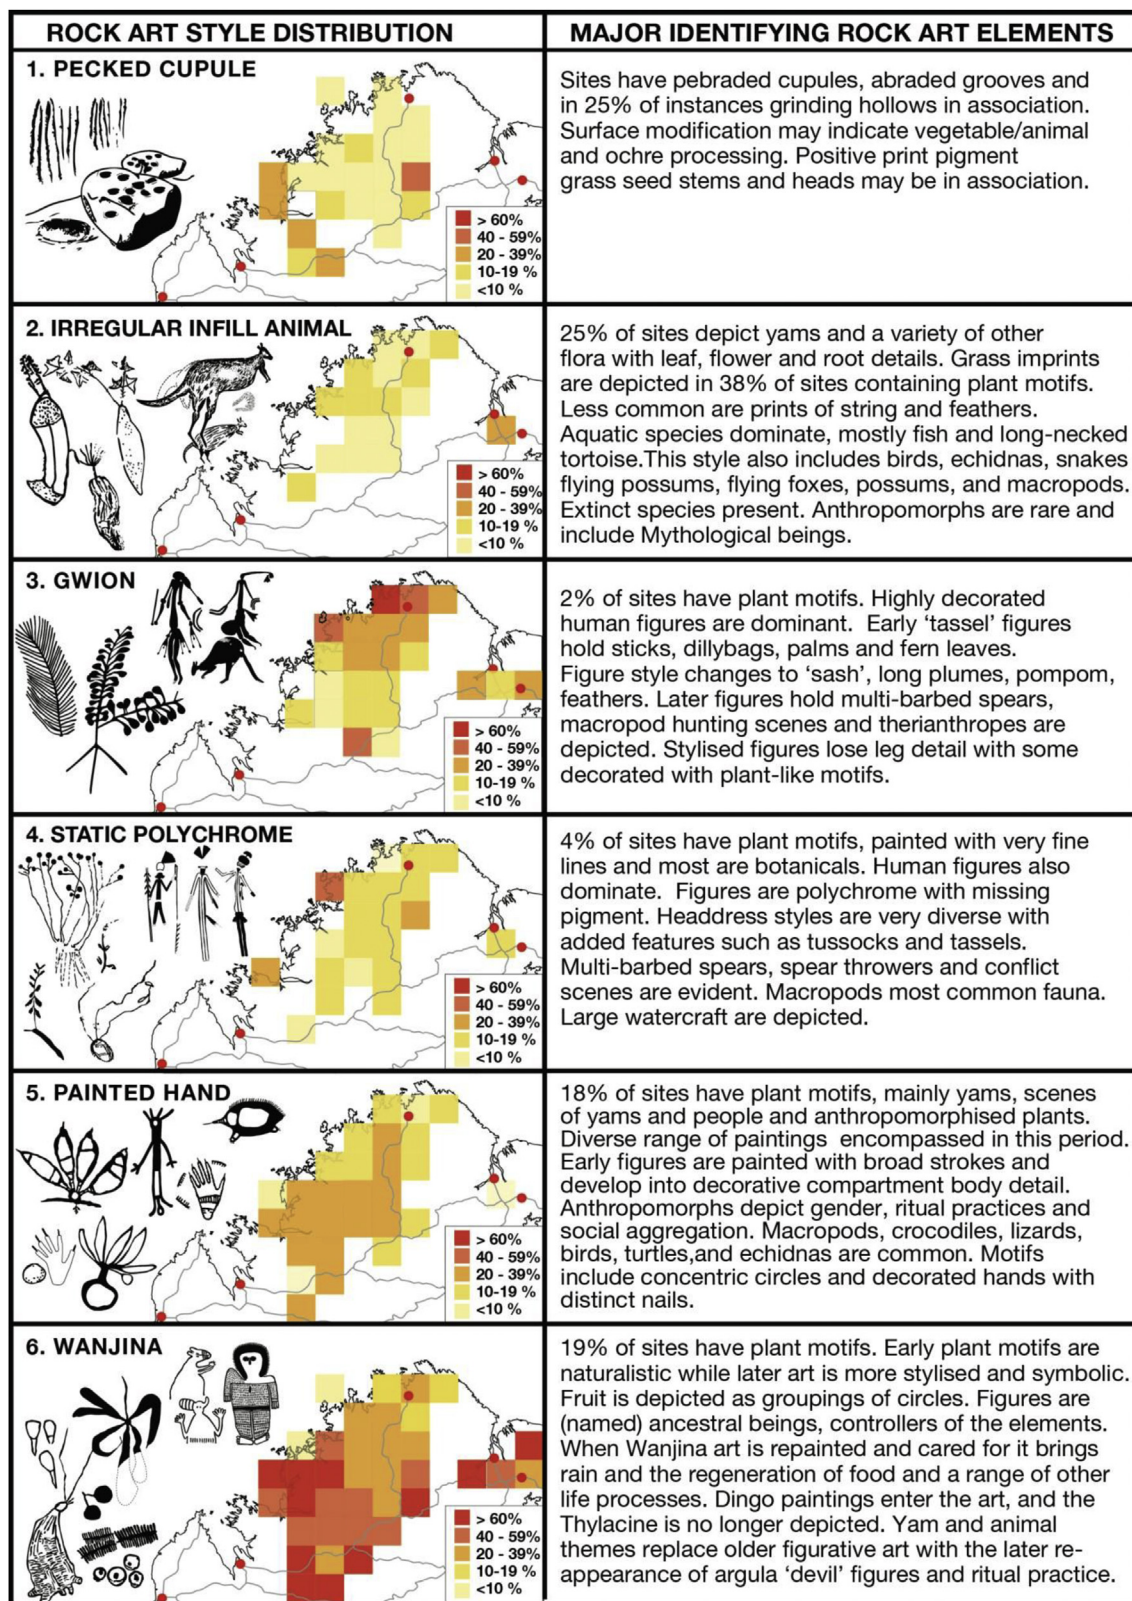 ROCK ART STYLE DISTRIBUTION
MAJOR IDENTIFYING ROCK ART ELEMENTS
1. PECKED CUPULE
> 60%
40 - 59%
20 - 39%
10-19 %
<10 %
Sites have pebraded cupules, abraded grooves and
in 25% of instances grinding hollows in association.
Surface modification may indicate vegetable/animal
and ochre processing. Positive print pigment
grass seed stems and heads may be in association.
2. IRREGULAR INFILL ANIMAL
> 60%
40 - 59%
20 - 39%
10-19 %
<10 %
25% of sites depict yams and a variety of other
flora with leaf, flower and root details. Grass imprints
are depicted in 38% of sites containing plant motifs.
Less common are prints of string and feathers.
Aquatic species dominate, mostly fish and long-necked
tortoise.This style also includes birds, echidnas, snakes
flying possums, flying foxes, possums, and macropods.
Extinct species present. Anthropomorphs are rare and
include Mythological beings.
3. GWION
> 60%
40 - 59%
20 - 39%
10-19 %
<10 %
2% of sites have plant motifs. Highly decorated
human figures are dominant.  Early ‘tassel’ figures
hold sticks, dillybags, palms and fern leaves.
Figure style changes to ‘sash’, long plumes, pompom,
feathers. Later figures hold multi-barbed spears,
macropod hunting scenes and therianthropes are
depicted. Stylised figures lose leg detail with some
decorated with plant-like motifs.
4. STATIC POLYCHROME
> 60%
40 - 59%
20 - 39%
10-19 %
<10 %
4% of sites have plant motifs, painted with very fine
lines and most are botanicals. Human figures also
dominate.  Figures are polychrome with missing
pigment. Headdress styles are very diverse with
added features such as tussocks and tassels.
Multi-barbed spears, spear throwers and conflict
scenes are evident. Macropods most common fauna.
Large watercraft are depicted.
5. PAINTED HAND
> 60%
40 - 59%
20 - 39%
10-19 %
<10 %
18% of sites have plant motifs, mainly yams, scenes
of yams and people and anthropomorphised plants.
Diverse range of paintings  encompassed in this period.
Early figures are painted with broad strokes and
develop into decorative compartment body detail.
Anthropomorphs depict gender, ritual practices and
social aggregation. Macropods, crocodiles, lizards,
birds, turtles,and echidnas are common. Motifs
include concentric circles and decorated hands with
distinct nails.
6. WANJINA
> 60%
40 - 59%
20 - 39%
10-19 %
<10 %
19% of sites have plant motifs. Early plant motifs are
naturalistic while later art is more stylised and symbolic.
Fruit is depicted as groupings of circles. Figures are
(named) ancestral beings, controllers of the elements.
When Wanjina art is repainted and cared for it brings
rain and the regeneration of food and a range of other
life processes. Dingo paintings enter the art, and the
Thylacine is no longer depicted. Yam and animal
themes replace older figurative art with the later re-
appearance of argula ‘devil’ figures and ritual practice.